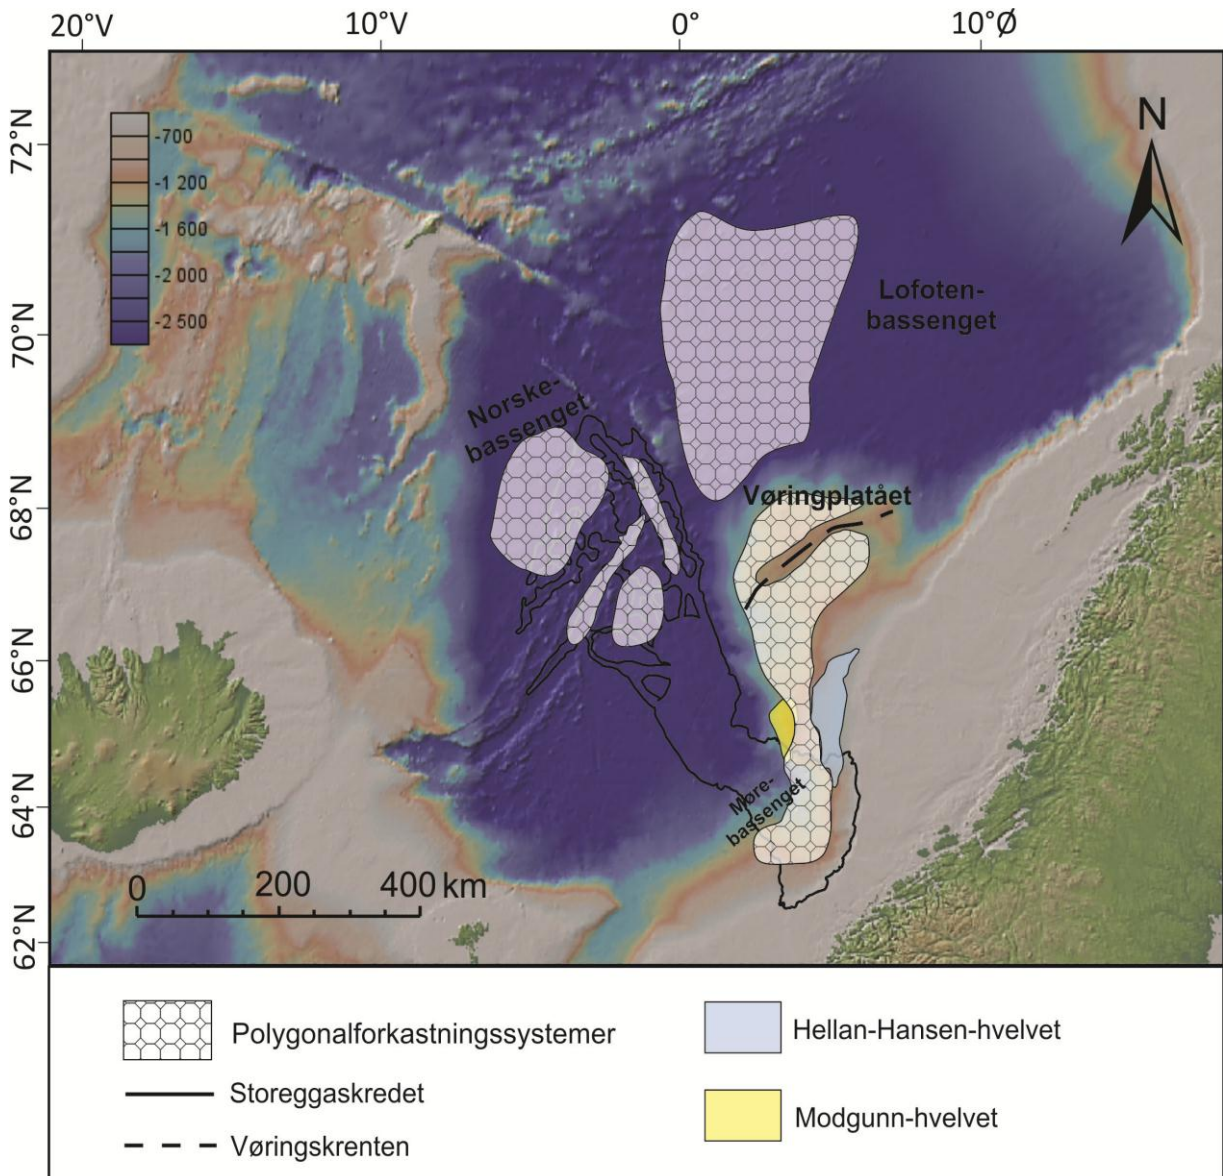 20°V 10°V 0° 10°Ø
72°N
70°N
68°N
66°N
64°N
62°N
-700
-1 200
-1 600
-2 000
-2 500
N
Lofoten-
bassenget
Norske-
bassenget
Vøringplatået
Møre-
bassenget
0 200 400 km
Polygonalforkastningssystemer
Storeggaskredet
Vøringskrenten
Hellan-Hansen-hvelvet
Modgunn-hvelvet